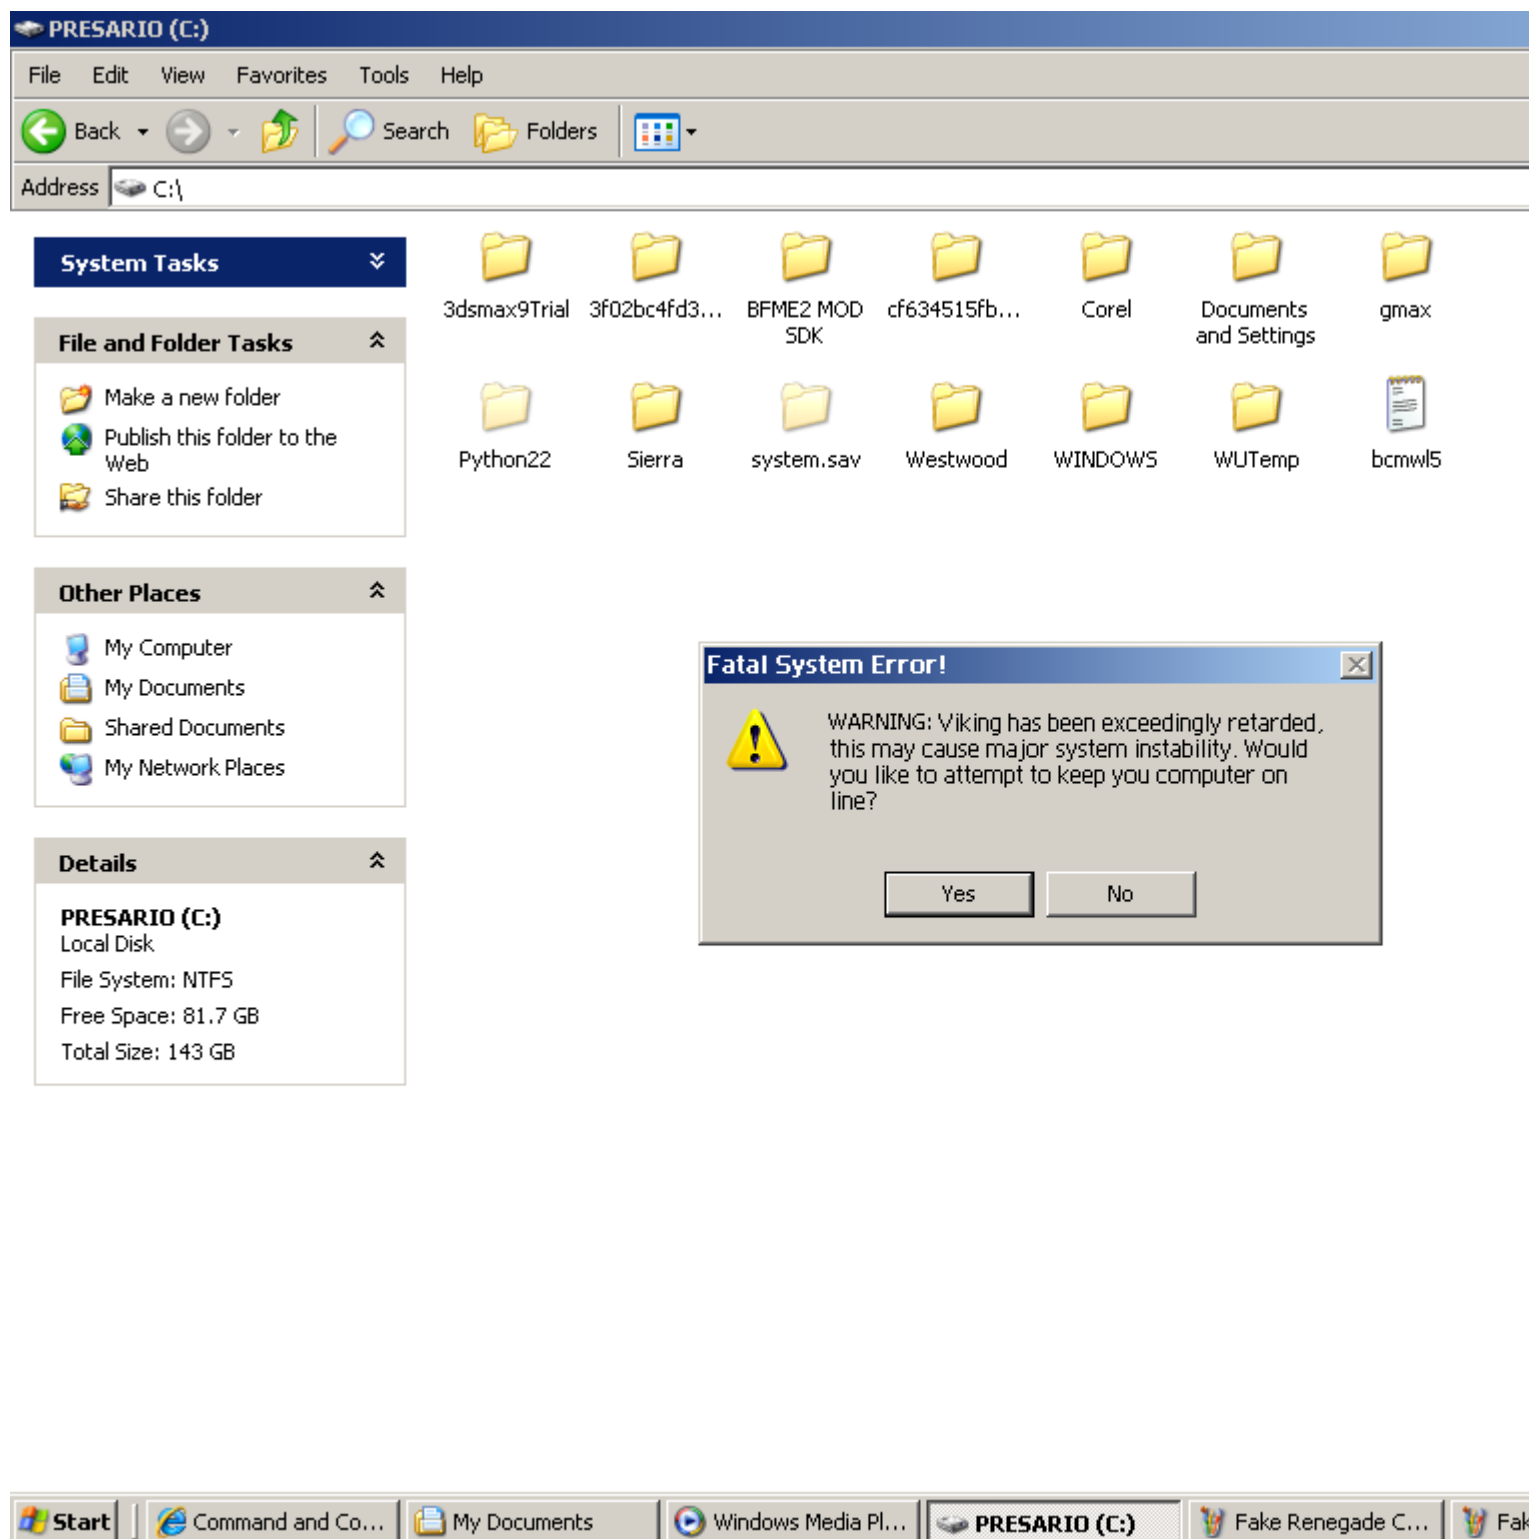 PRESARIO (C:)
File Edit View Favorites Tools Help
Back Search Folders
Address C:\
System Tasks
File and Folder Tasks
Make a new folder
Publish this folder to the
Web
Share this folder
Other Places
My Computer
My Documents
Shared Documents
My Network Places
Details
PRESARIO (C:)
Local Disk
File System: NTFS
Free Space: 81.7 GB
Total Size: 143 GB
3dsmax9Trial 3f02bc4fd3... BFME2 MOD cf634515fb... Corel Documents gmax
SDK and Settings
Python22 Sierra system.sav Westwood WINDOWS WUTemp bcmwl5
Fatal System Error!
WARNING: Viking has been exceedingly retarded,
this may cause major system instability. Would
you like to attempt to keep you computer on
line?
Yes No
Start Command and Co... My Documents Windows Media Pl... PRESARIO (C:) Fake Renegade C... Fak